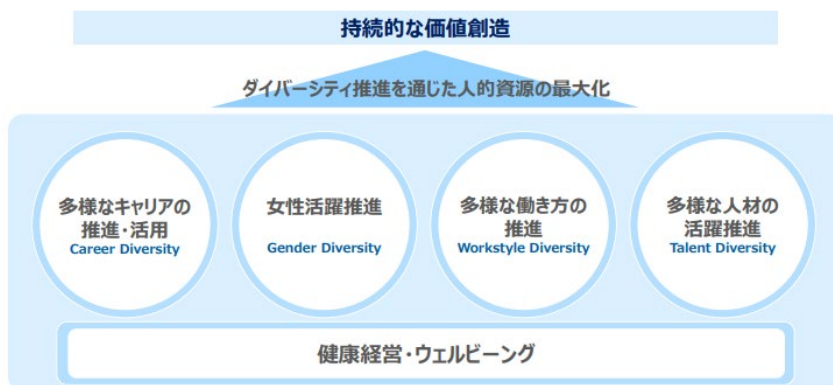 持続的な価値創造
ダイバーシティ推進を通じた人的資源の最大化
多様なキャリアの
推進・活用
Career Diversity
女性活躍推進
Gender Diversity
多様な働き方の
推進
Workstyle Diversity
多様な人材の
活躍推進
Talent Diversity
健康経営・ウェルビーング